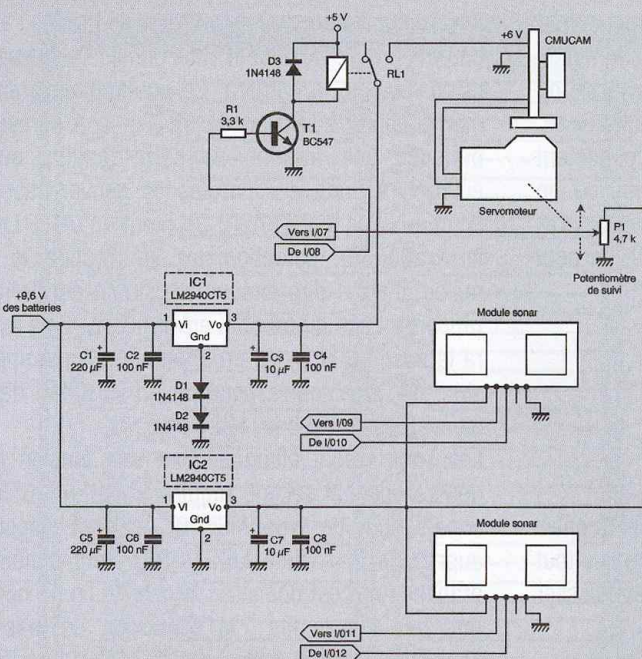 +5 V
+6 V
CMUCAM
D3
1N4148
RL1
R1
3,3 k
T1
BC547
Servomoteur
Vers I/07
De I/08
P1
4,7 k
Potentiomètre
de suivi
+9,6 V
des batteries
IC1
LM2940CT5
1
Vi
Vo
3
Gnd
2
C1
220 µF
+
C2
100 nF
C3
10 µF
+
C4
100 nF
D1
1N4148
D2
1N4148
Module sonar
Vers I/09
De I/010
IC2
LM2940CT5
1
VI
Vo
3
Gnd
2
C5
220 µF
+
C6
100 nF
C7
10 µF
+
C8
100 nF
Module sonar
Vers I/011
De I/012